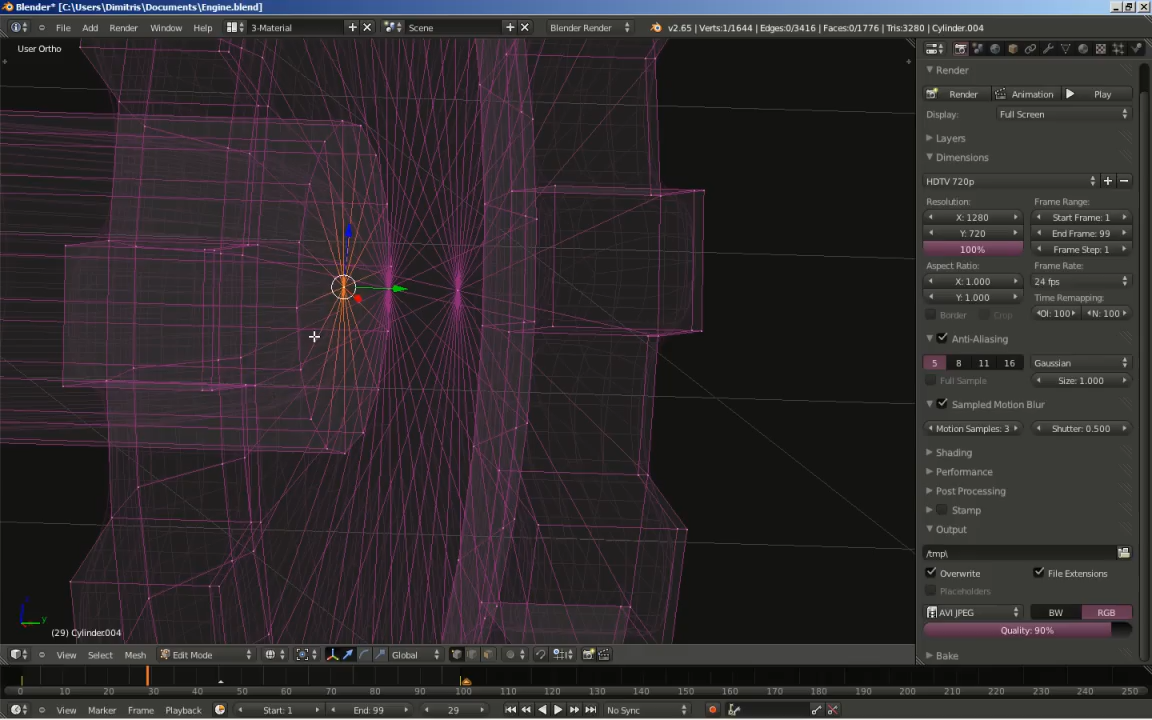 Blender* [C:\Users\Dimitris\Documents\Engine.blend]
File Add Render Window Help 3-Material Scene Blender Render v2.65 | Verts:1/1644 | Edges:0/3416 | Faces:0/1776 | Tris:3280 | Cylinder.004
User Ortho
Render
Render Animation Play
Display: Full Screen
Layers
Dimensions
HDTV 720p
Resolution: Frame Range:
X: 1280 Start Frame: 1
Y: 720 End Frame: 99
100% Frame Step: 1
Aspect Ratio: Frame Rate:
X: 1.000 24 fps
Y: 1.000 Time Remapping:
Border Crop Ol: 100 N: 100
Anti-Aliasing
5 8 11 16 Gaussian
Full Sample Size: 1.000
Sampled Motion Blur
Motion Samples: 3 Shutter: 0.500
Shading
Performance
Post Processing
Stamp
Output
/tmp\
Overwrite File Extensions
Placeholders
AVI JPEG BW RGB
Quality: 90%
Bake
z
y
(29) Cylinder.004
View Select Mesh Edit Mode Global
0 10 20 30 40 50 60 70 80 90 100 110 120 130 140 150 160 170 180 190 200 210 220 230 240 250
View Marker Frame Playback Start: 1 End: 99 29 No Sync